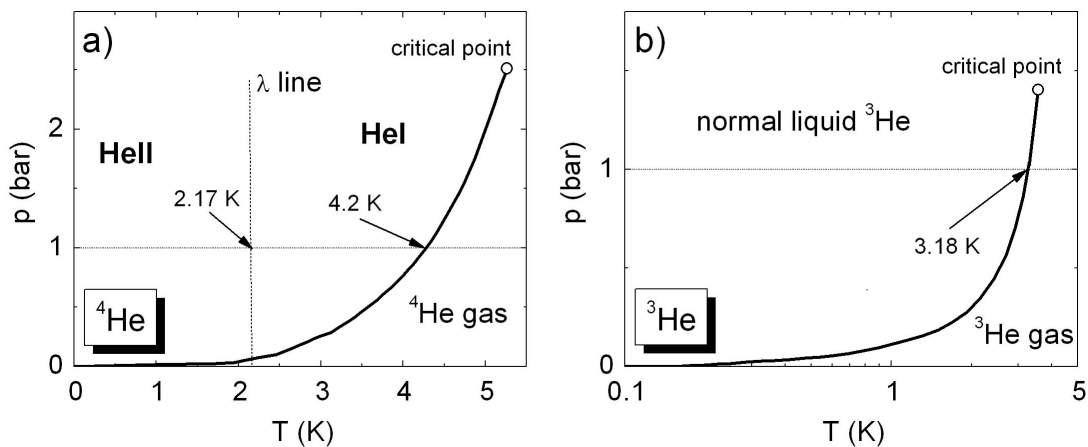 a)
critical point
λ line
2
HeII
HeI
p (bar)
2.17 K
4.2 K
1
⁴He
⁴He gas
0
0 1 2 3 4 5
T (K)
b)
critical point
normal liquid ³He
1
p (bar)
3.18 K
³He
³He gas
0
0.1 1 5
T (K)